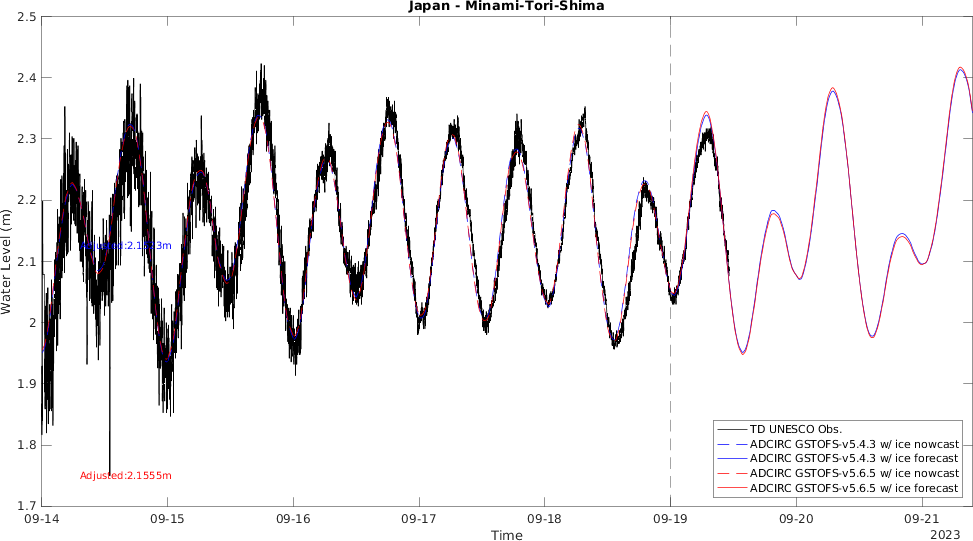 Japan - Minami-Tori-Shima
Water Level (m)
2.5
2.4
2.3
2.2
2.1
2
1.9
1.8
1.7
Adjusted:2.1555m
TD UNESCO Obs.
ADCIRC GSTOFS-v5.4.3 w/ ice nowcast
ADCIRC GSTOFS-v5.4.3 w/ ice forecast
ADCIRC GSTOFS-v5.6.5 w/ ice nowcast
ADCIRC GSTOFS-v5.6.5 w/ ice forecast
09-14 09-15 09-16 09-17 09-18 09-19 09-20 09-21
Time
2023